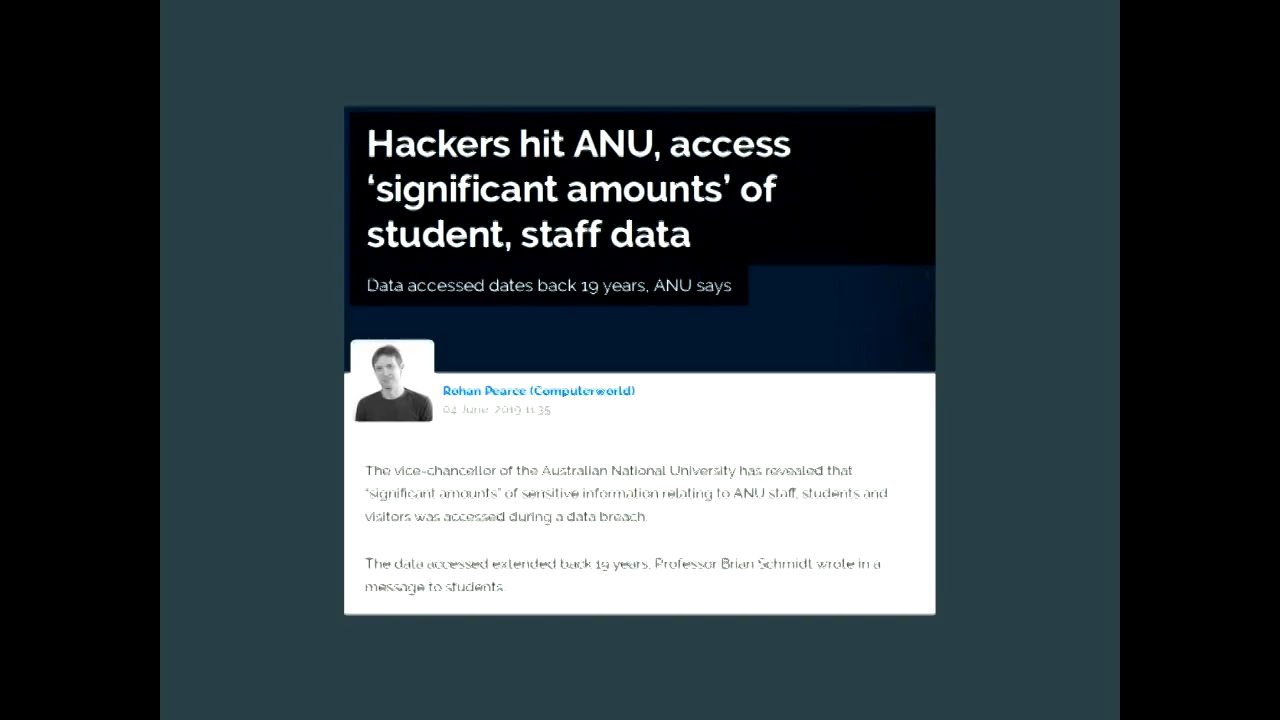 Hackers hit ANU, access
‘significant amounts’ of
student, staff data
Data accessed dates back 19 years, ANU says
Rohan Pearce (Computerworld)
04 June, 2019 11:35
The vice-chancellor of the Australian National University has revealed that
“significant amounts” of sensitive information relating to ANU staff, students and
visitors was accessed during a data breach.
The data accessed extended back 19 years, Professor Brian Schmidt wrote in a
message to students.